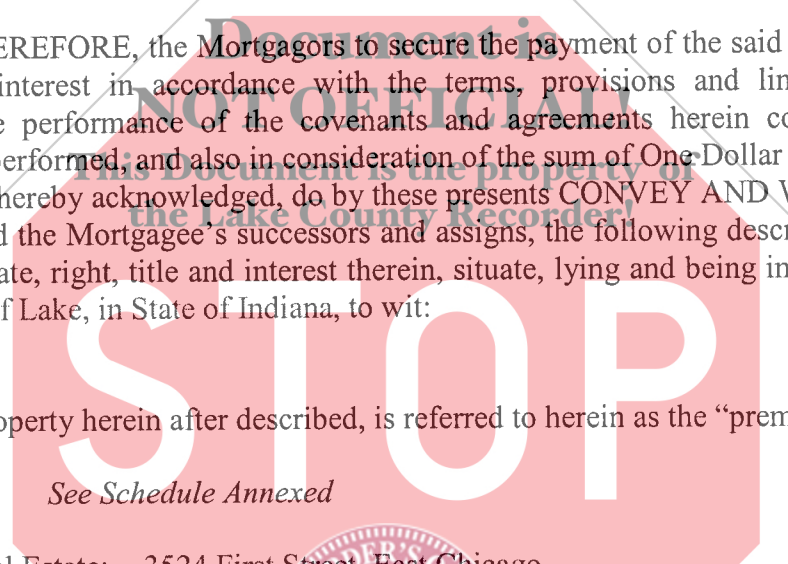 Document is
EREFORE, the Mortgagors to secure the payment of the said
interest in accordance with the terms, provisions and lim
NOT OFFICIAL!
e performance of the covenants and agreements herein co
performed, and also in consideration of the sum of One Dollar
This Document is the property of
hereby acknowledged, do by these presents CONVEY AND
the Lake County Recorder!
d the Mortgagee's successors and assigns, the following descr
ate, right, title and interest therein, situate, lying and being in
f Lake, in State of Indiana, to wit:
STOP
operty herein after described, is referred to herein as the “prem
See Schedule Annexed
l Estate: 3524 First Street, East Chicago